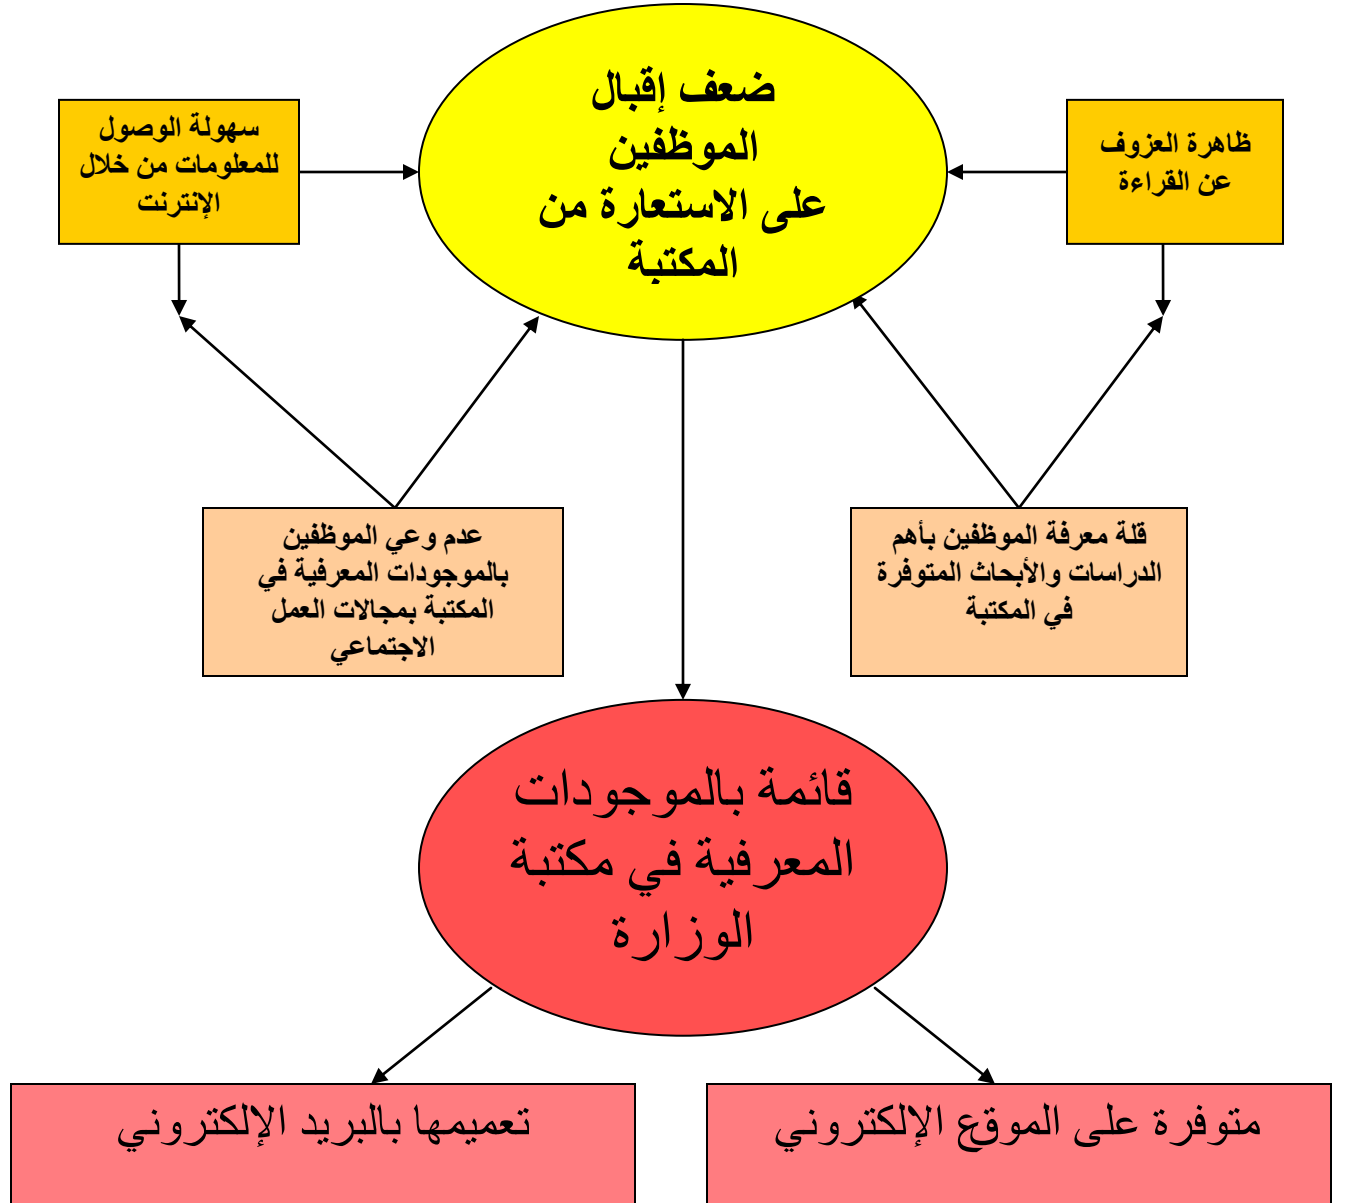 ضعف إقبال
الموظفين
على الاستعارة من
المكتبة
ظاهرة العزوف
عن القراءة
سهولة الوصول
للمعلومات من خلال
الإنترنت
قلة معرفة الموظفين بأهم
الدراسات والأبحاث المتوفرة
في المكتبة
عدم وعي الموظفين
بالموجودات المعرفية في
المكتبة بمجالات العمل
الاجتماعي
قائمة بالموجودات
المعرفية في مكتبة
الوزارة
متوفرة على الموقع الإلكتروني
تعميمها بالبريد الإلكتروني